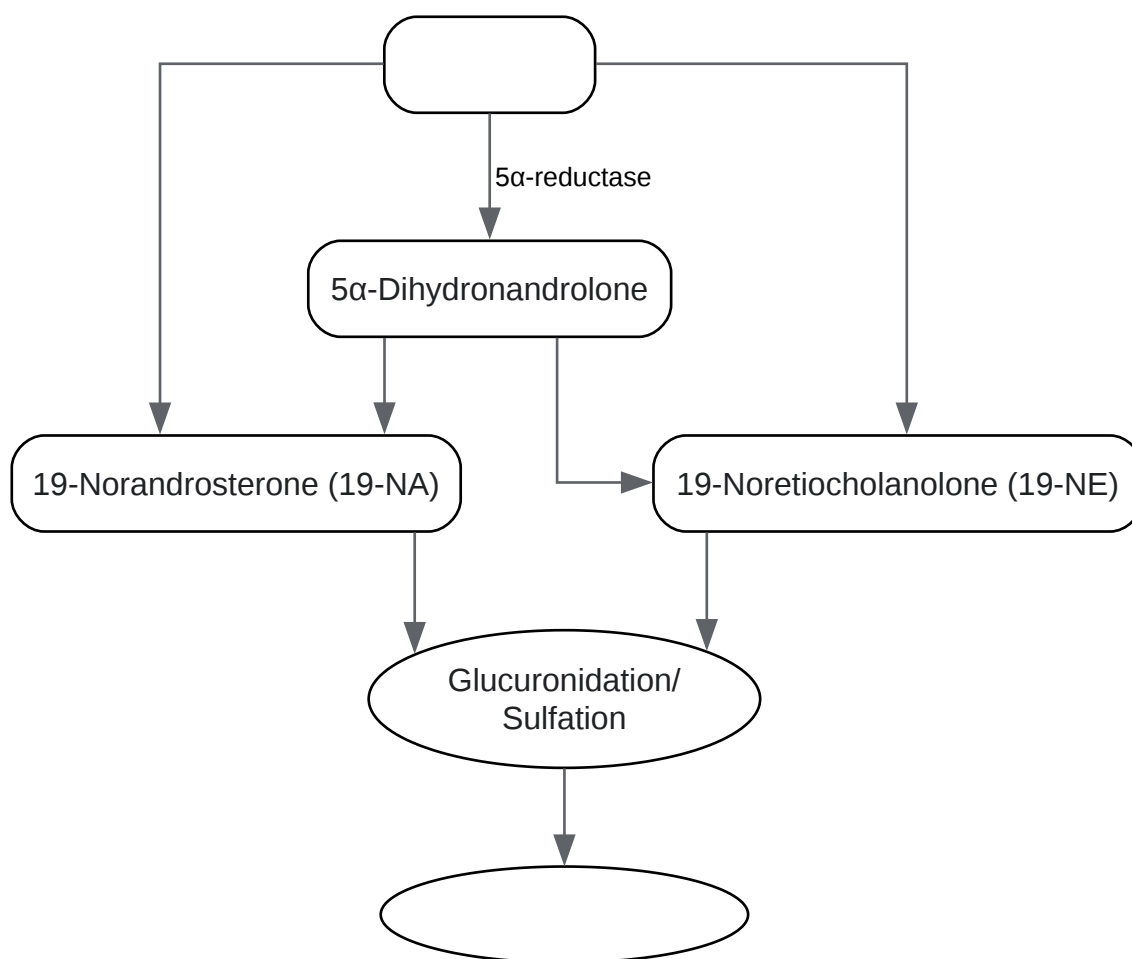 5α-reductase
5α-Dihydronandrolone
19-Norandrosterone (19-NA)
19-Noretiocholanolone (19-NE)
Glucuronidation/
Sulfation